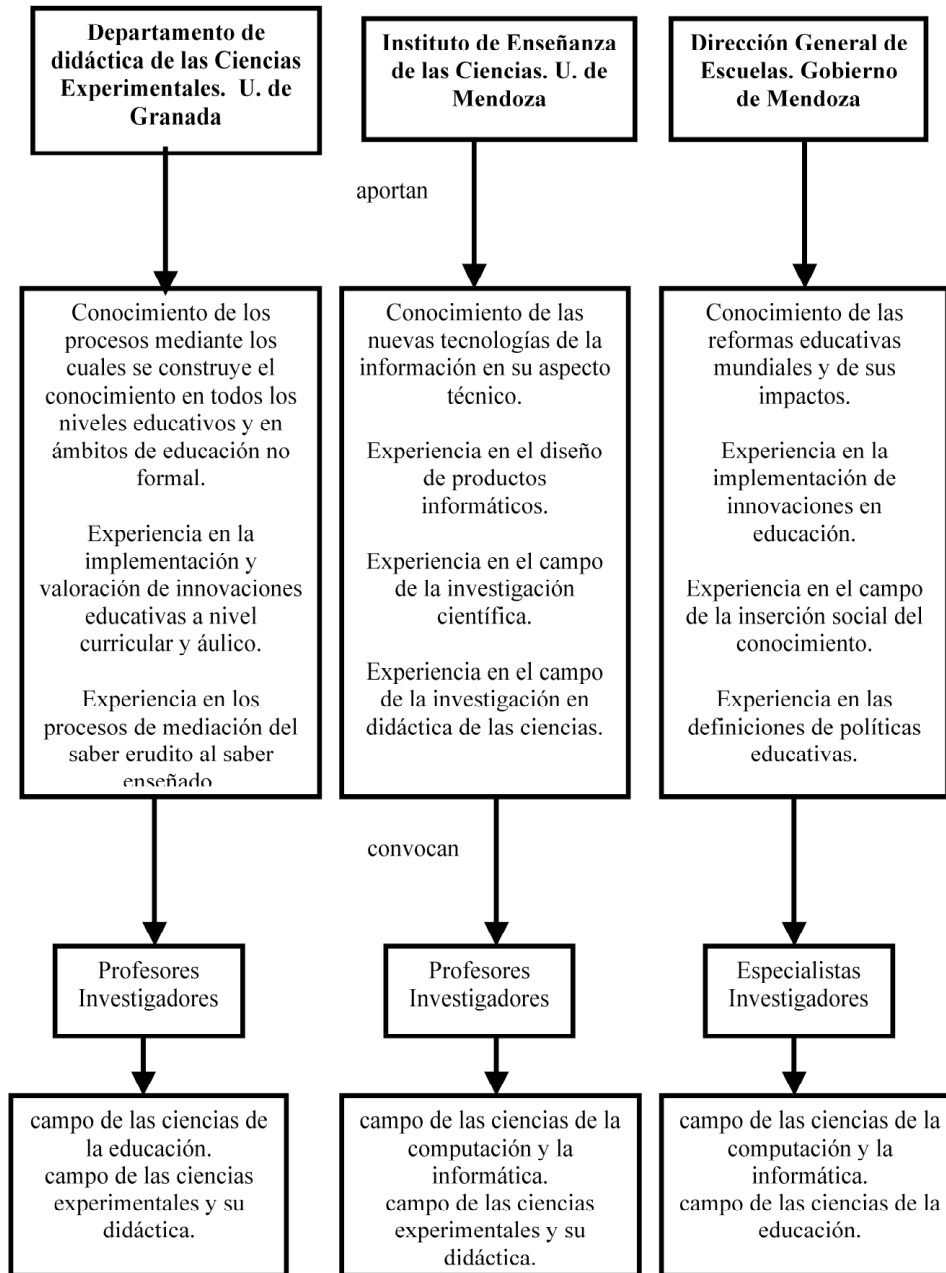 Departamento de
didáctica de las Ciencias
Experimentales.  U. de
Granada
Instituto de Enseñanza
de las Ciencias. U. de
Mendoza
Dirección General de
Escuelas. Gobierno
de Mendoza
aportan
Conocimiento de los
procesos mediante los
cuales se construye el
conocimiento en todos los
niveles educativos y en
ámbitos de educación no
formal.
Experiencia en la
implementación y
valoración de innovaciones
educativas a nivel
curricular y áulico.
Experiencia en los
procesos de mediación del
saber erudito al saber
enseñado
Conocimiento de las
nuevas tecnologías de la
información en su aspecto
técnico.
Experiencia en el diseño
de productos
informáticos.
Experiencia en el campo
de la investigación
científica.
Experiencia en el campo
de la investigación en
didáctica de las ciencias.
Conocimiento de las
reformas educativas
mundiales y de sus
impactos.
Experiencia en la
implementación de
innovaciones en
educación.
Experiencia en el campo
de la inserción social del
conocimiento.
Experiencia en las
definiciones de políticas
educativas.
convocan
Profesores
Investigadores
Profesores
Investigadores
Especialistas
Investigadores
campo de las ciencias de
la educación.
campo de las ciencias
experimentales y su
didáctica.
campo de las ciencias de la
computación y la
informática.
campo de las ciencias
experimentales y su
didáctica.
campo de las ciencias de la
computación y la
informática.
campo de las ciencias de la
educación.